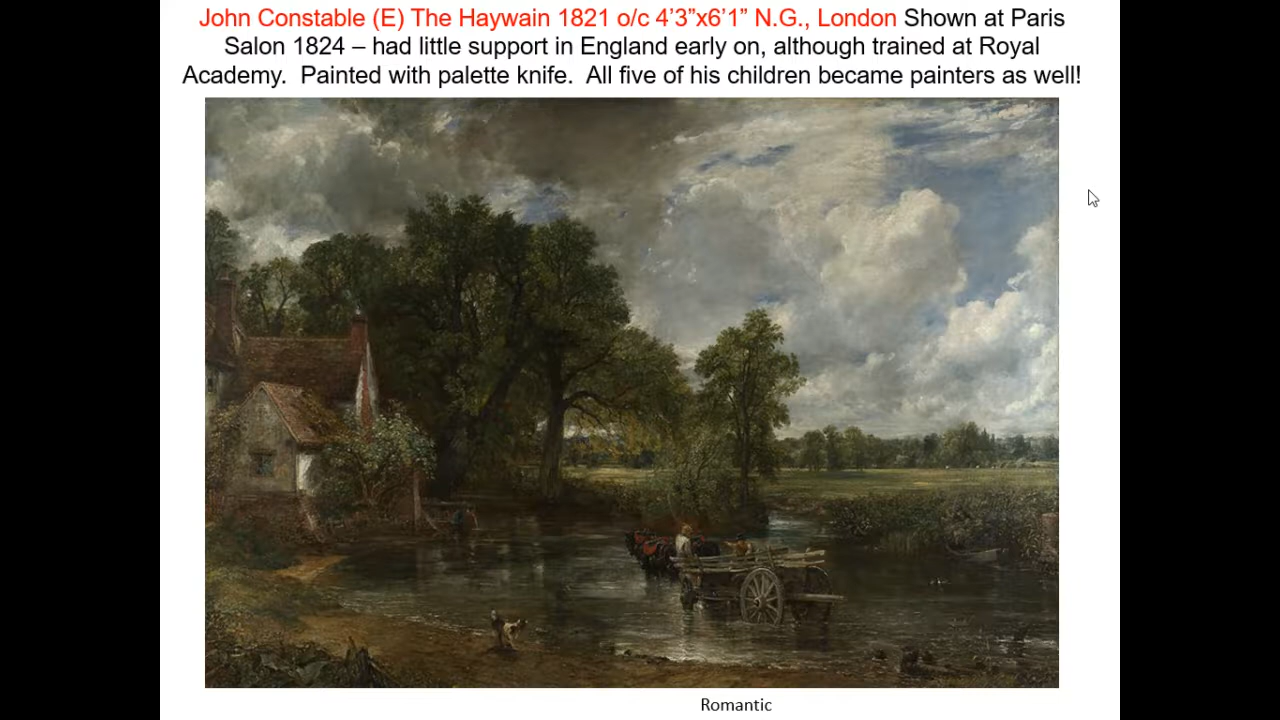 John Constable (E) The Haywain 1821 o/c 4’3”x6’1” N.G., London Shown at Paris
Salon 1824 – had little support in England early on, although trained at Royal
Academy.  Painted with palette knife.  All five of his children became painters as well!
Romantic